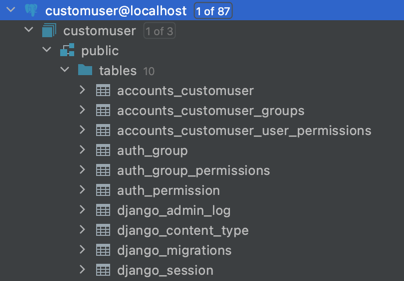 customuser@localhost 1 of 87
customuser 1 of 3
public
tables 10
accounts_customuser
accounts_customuser_groups
accounts_customuser_user_permissions
auth_group
auth_group_permissions
auth_permission
django_admin_log
django_content_type
django_migrations
django_session